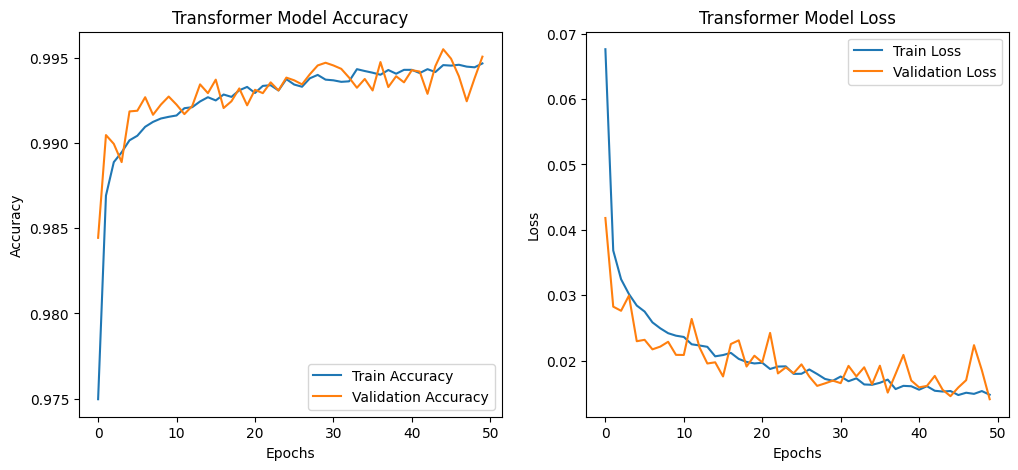 Transformer Model Accuracy
0.995
0.990
0.985
0.980
0.975
Accuracy
0
10
20
30
40
50
Epochs
Train Accuracy
Validation Accuracy
Transformer Model Loss
0.07
0.06
0.05
0.04
0.03
0.02
Loss
0
10
20
30
40
50
Epochs
Train Loss
Validation Loss